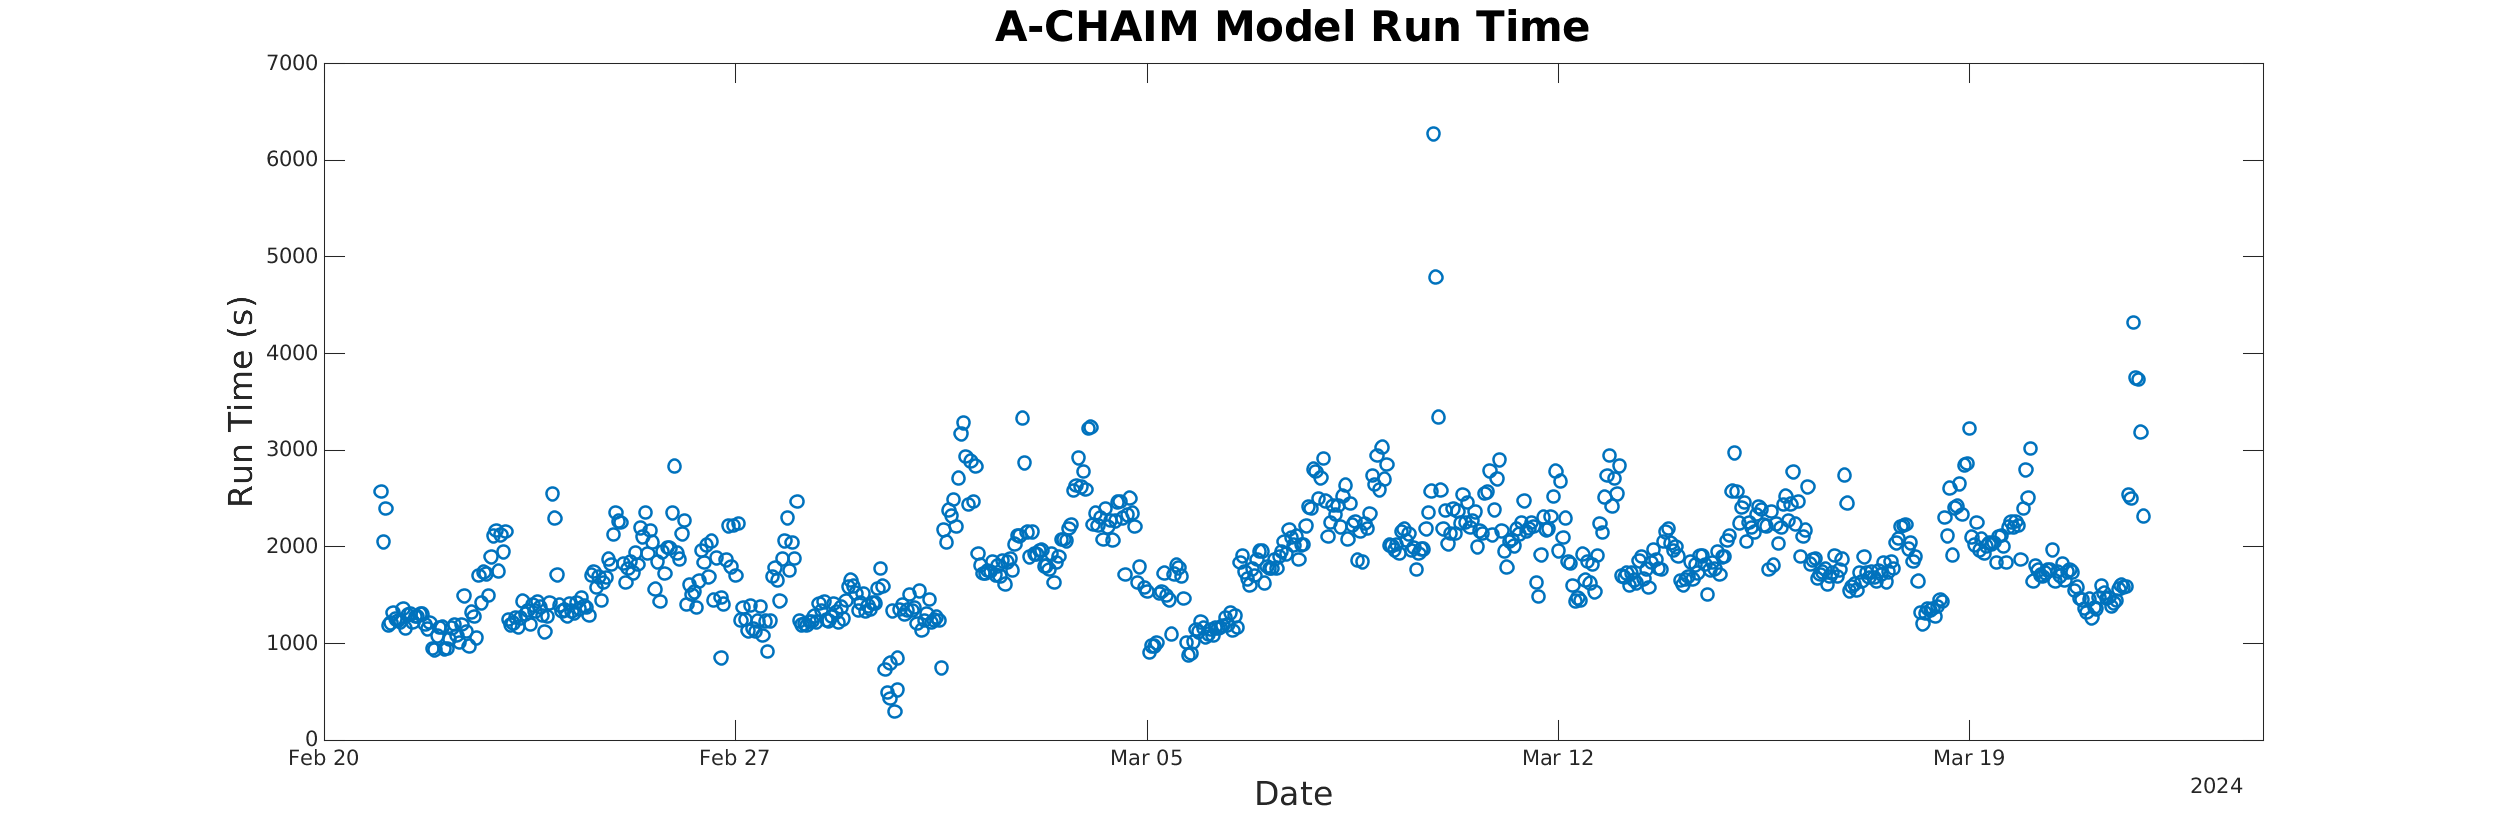 A-CHAIM Model Run Time
7000
6000
5000
4000
3000
2000
1000
0
Run Time (s)
Feb 20
Feb 27
Mar 05
Mar 12
Mar 19
2024
Date